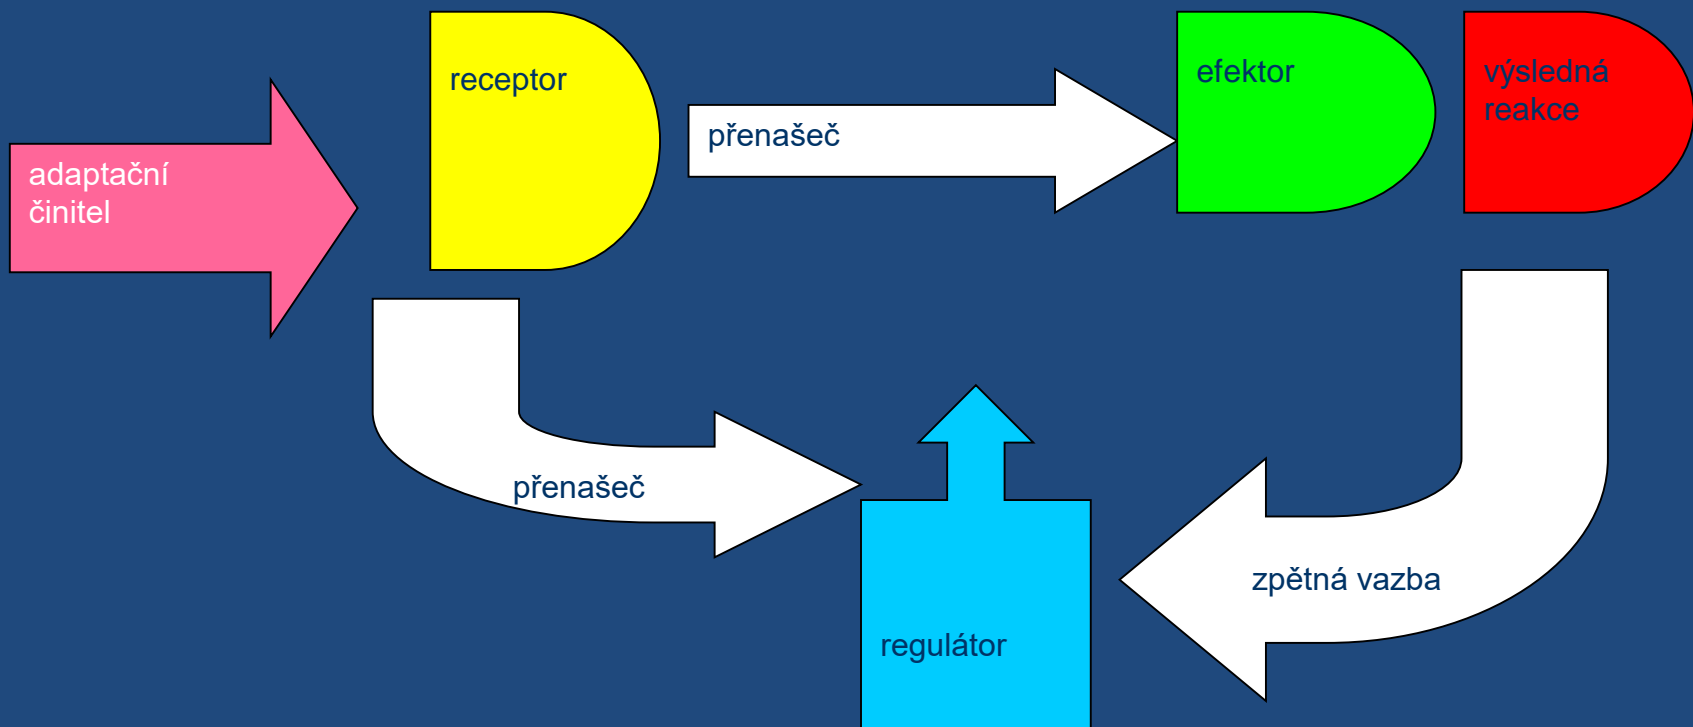 adaptační
činitel
receptor
přenašeč
efektor
výsledná
reakce
přenašeč
regulátor
zpětná vazba